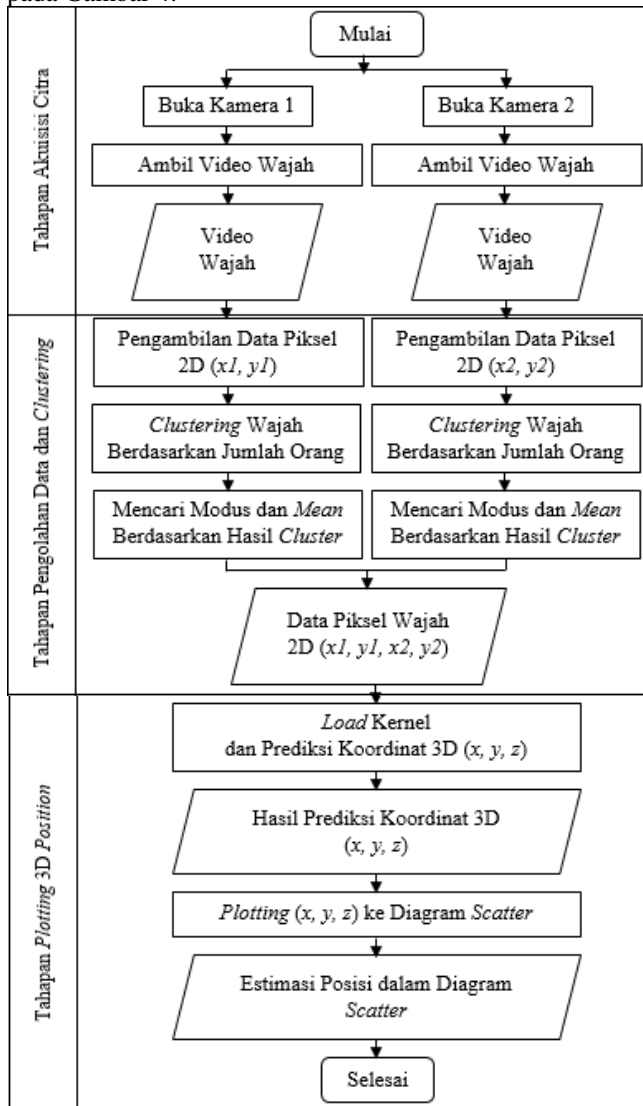 pada Gambar 4.
Mulai
Tahapan Akuisisi Citra
Buka Kamera 1
Buka Kamera 2
Ambil Video Wajah
Ambil Video Wajah
Video
Wajah
Video
Wajah
Tahapan Pengolahan Data dan Clustering
Pengambilan Data Piksel
2D (x1, y1)
Pengambilan Data Piksel
2D (x2, y2)
Clustering Wajah
Berdasarkan Jumlah Orang
Clustering Wajah
Berdasarkan Jumlah Orang
Mencari Modus dan Mean
Berdasarkan Hasil Cluster
Mencari Modus dan Mean
Berdasarkan Hasil Cluster
Data Piksel Wajah
2D (x1, y1, x2, y2)
Tahapan Plotting 3D Position
Load Kernel
dan Prediksi Koordinat 3D (x, y, z)
Hasil Prediksi Koordinat 3D
(x, y, z)
Plotting (x, y, z) ke Diagram Scatter
Estimasi Posisi dalam Diagram
Scatter
Selesai